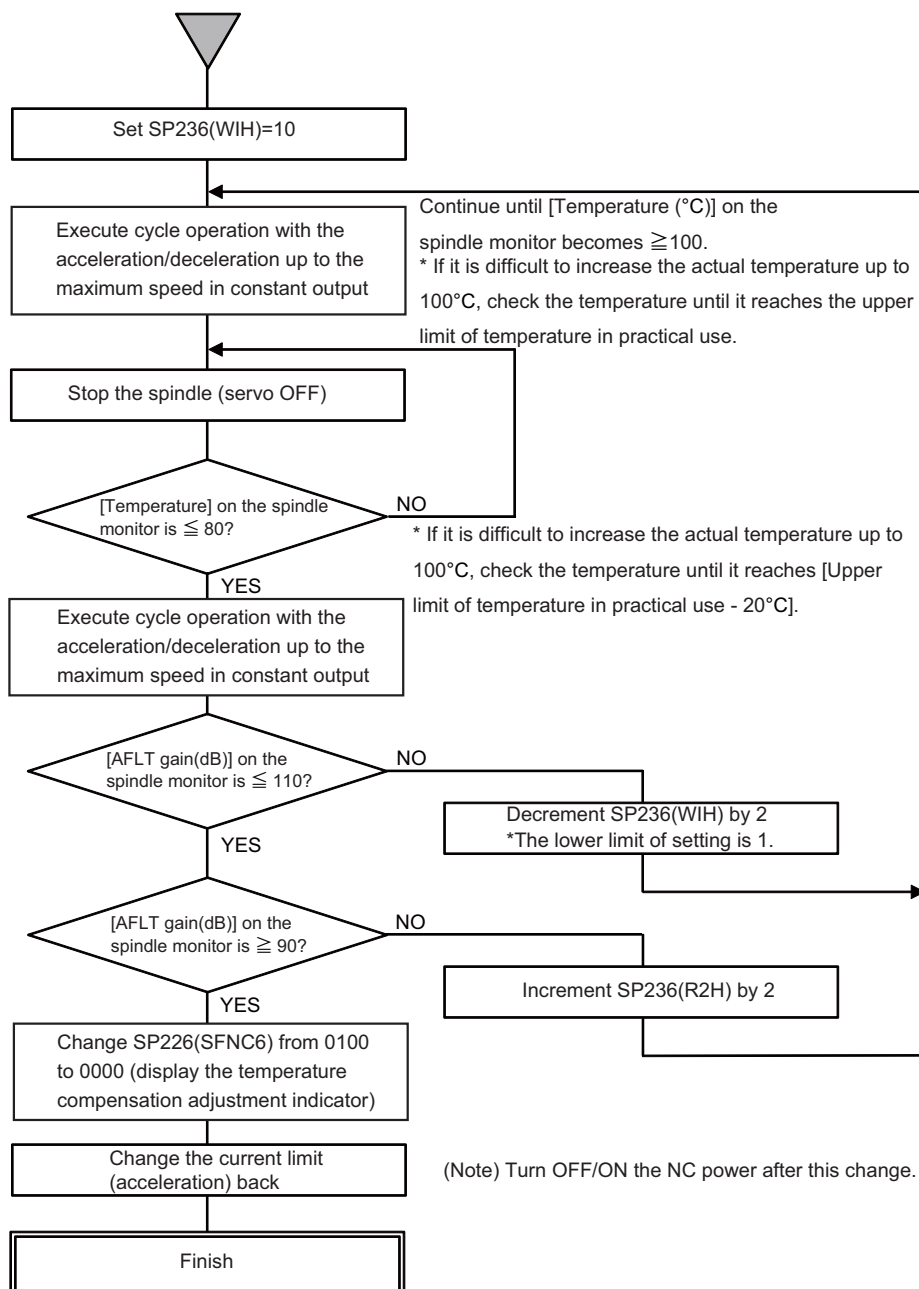 Set SP236(WIH)=10
Execute cycle operation with the
acceleration/deceleration up to the
maximum speed in constant output
Continue until [Temperature (°C)] on the
spindle monitor becomes ≧100.
* If it is difficult to increase the actual temperature up to
100°C, check the temperature until it reaches the upper
limit of temperature in practical use.
Stop the spindle (servo OFF)
[Temperature] on the spindle
monitor is ≦ 80?
NO
* If it is difficult to increase the actual temperature up to
100°C, check the temperature until it reaches [Upper
limit of temperature in practical use - 20°C].
YES
Execute cycle operation with the
acceleration/deceleration up to the
maximum speed in constant output
[AFLT gain(dB)] on the
spindle monitor is ≦ 110?
NO
Decrement SP236(WIH) by 2
*The lower limit of setting is 1.
YES
[AFLT gain(dB)] on the
spindle monitor is ≧ 90?
NO
Increment SP236(R2H) by 2
YES
Change SP226(SFNC6) from 0100
to 0000 (display the temperature
compensation adjustment indicator)
Change the current limit
(acceleration) back
(Note) Turn OFF/ON the NC power after this change.
Finish